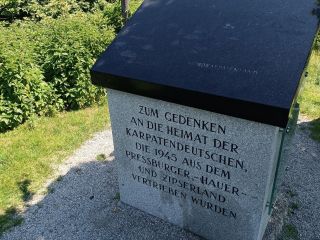 ZUM GEDENKEN
AN DIE HEIMAT DER
KARPATENDEUTSCHEN,
DIE 1945 AUS DEM
PRESSBURGER-, HAUER-
UND ZIPSERLAND
VERTRIEBEN WURDEN